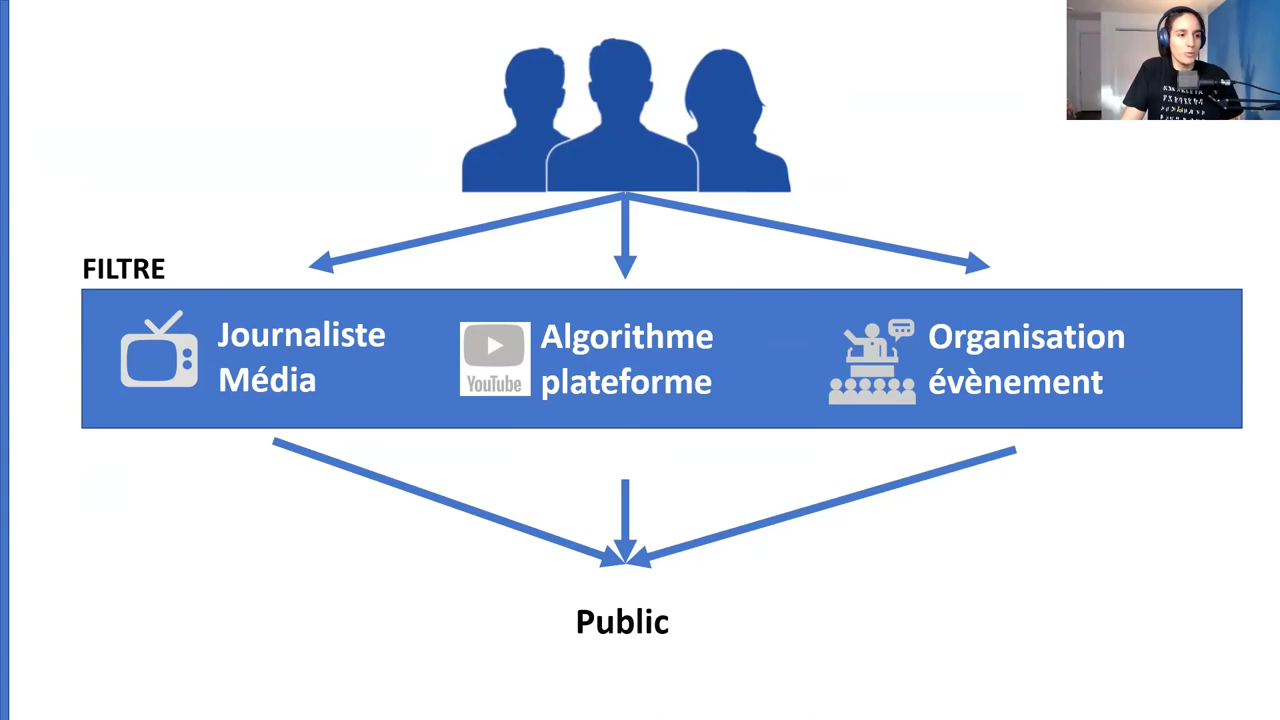 FILTRE
Journaliste
Média
YouTube
Algorithme
plateforme
Organisation
évènement
Public